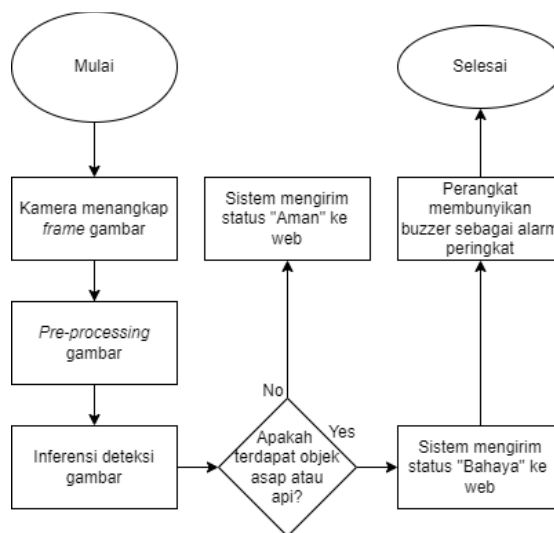 Mulai
Kamera menangkap
frame gambar
Pre-processing
gambar
Inferensi deteksi
gambar
Apakah
terdapat objek
asap atau
api?
No
Sistem mengirim
status "Aman" ke
web
Yes
Sistem mengirim
status "Bahaya" ke
web
Perangkat
membunyikan
buzzer sebagai alarm
peringkat
Selesai